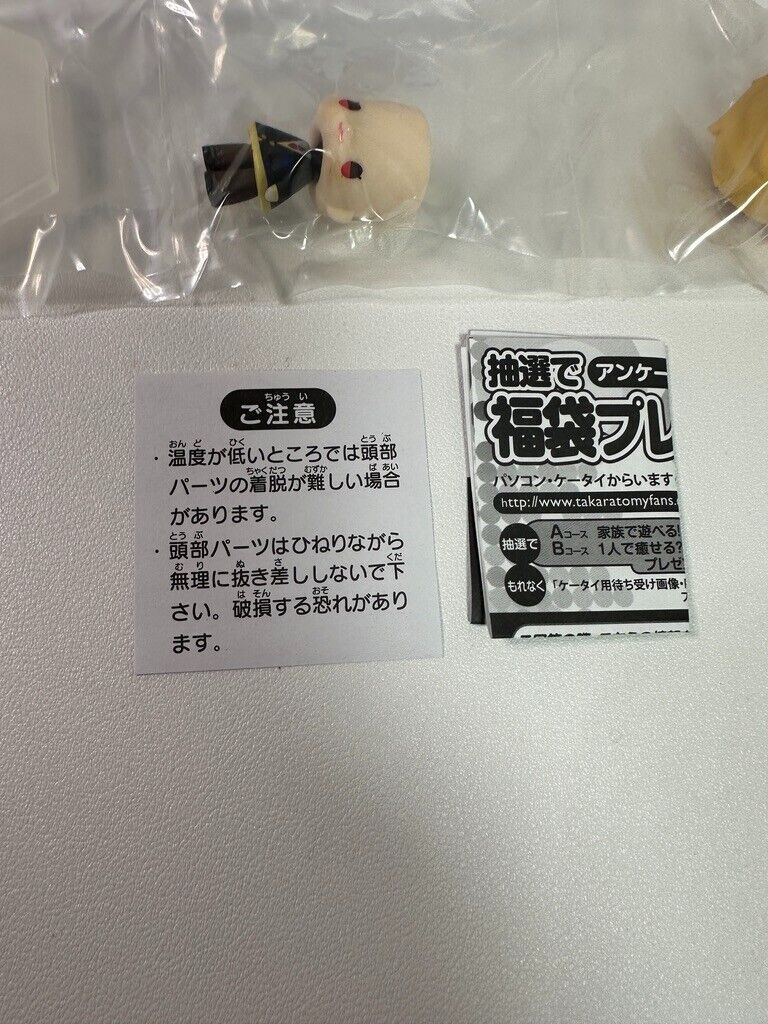 ご注意
・温度が低いところでは頭部
パーツの着脱が難しい場合
があります。
・頭部パーツはひねりながら
無理に抜き差ししないで下
さい。破損する恐れがあり
ます。
抽選で アンケー
福袋プレ
パソコン・ケータイからいます
http://www.takaratomyfans.
抽選で Aコース 家族で遊べる!
Bコース 1人で癒せる?
プレゼ
もれなく 「ケータイ用待ち受け画像・